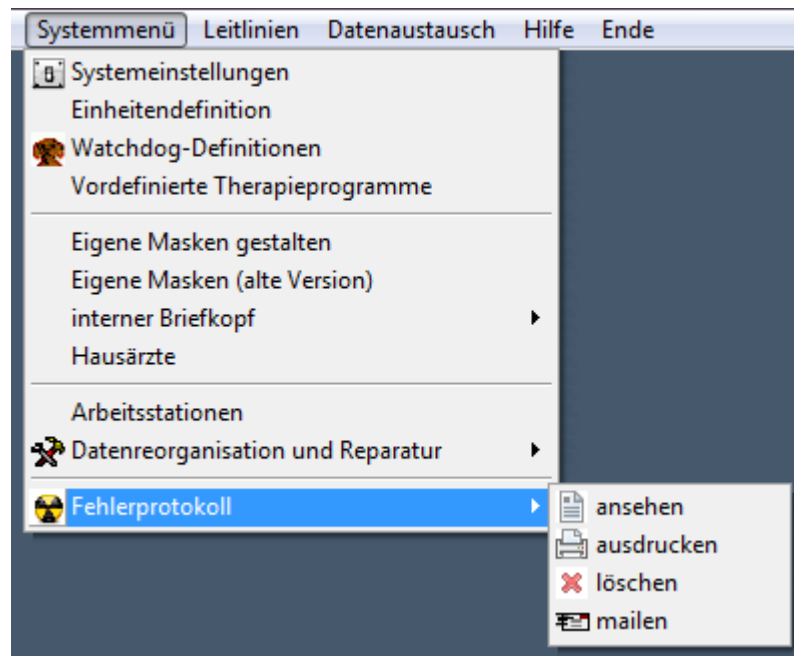 Systemmenü Leitlinien Datenaustausch Hilfe Ende
Systemeinstellungen
Einheitendefinition
Watchdog-Definitionen
Vordefinierte Therapieprogramme
Eigene Masken gestalten
Eigene Masken (alte Version)
interner Briefkopf
Hausärzte
Arbeitsstationen
Datenreorganisation und Reparatur
Fehlerprotokoll
ansehen
ausdrucken
löschen
mailen